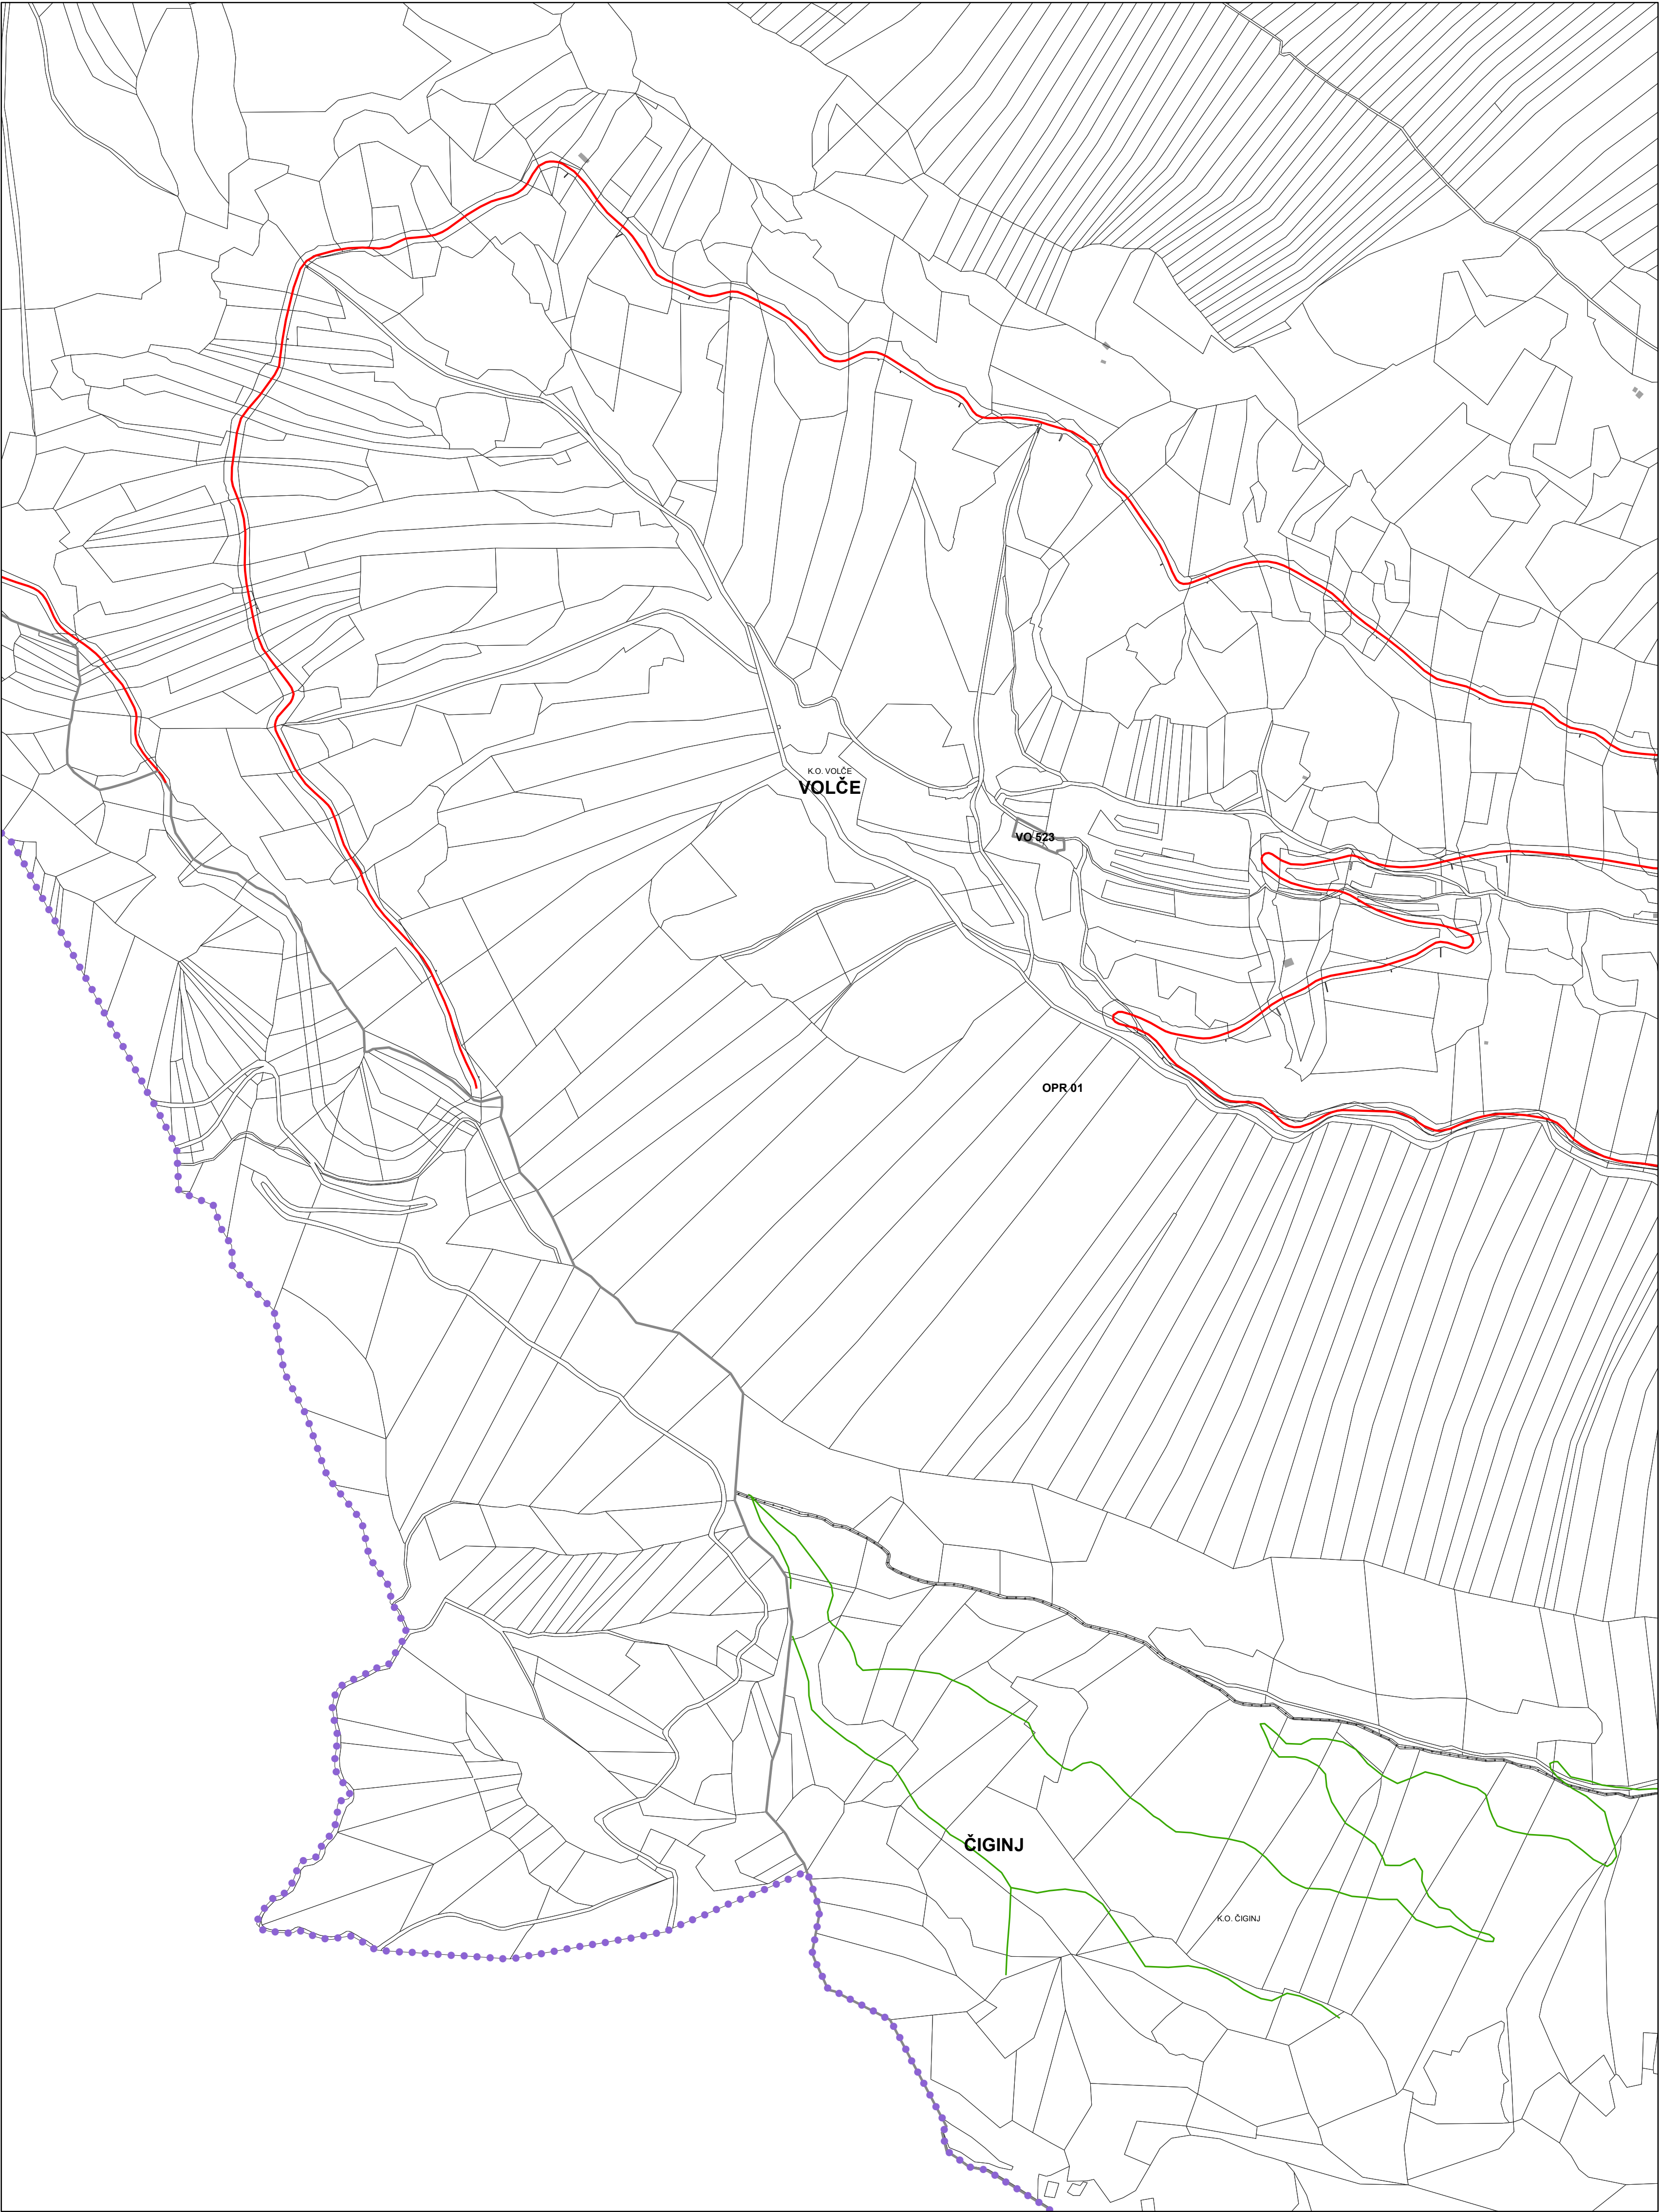 K.O. VOLČE
VOLČE
VO 523
OPR 01
ČIGINJ
K.O. ČIGINJ